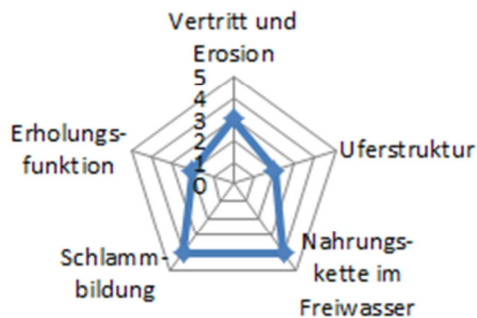 Vertritt und
Erosion
5
4
3
2
1
0
Erholungs-
funktion
Uferstruktur
Schlamm-
bildung
Nahrungs-
kette im
Freiwasser